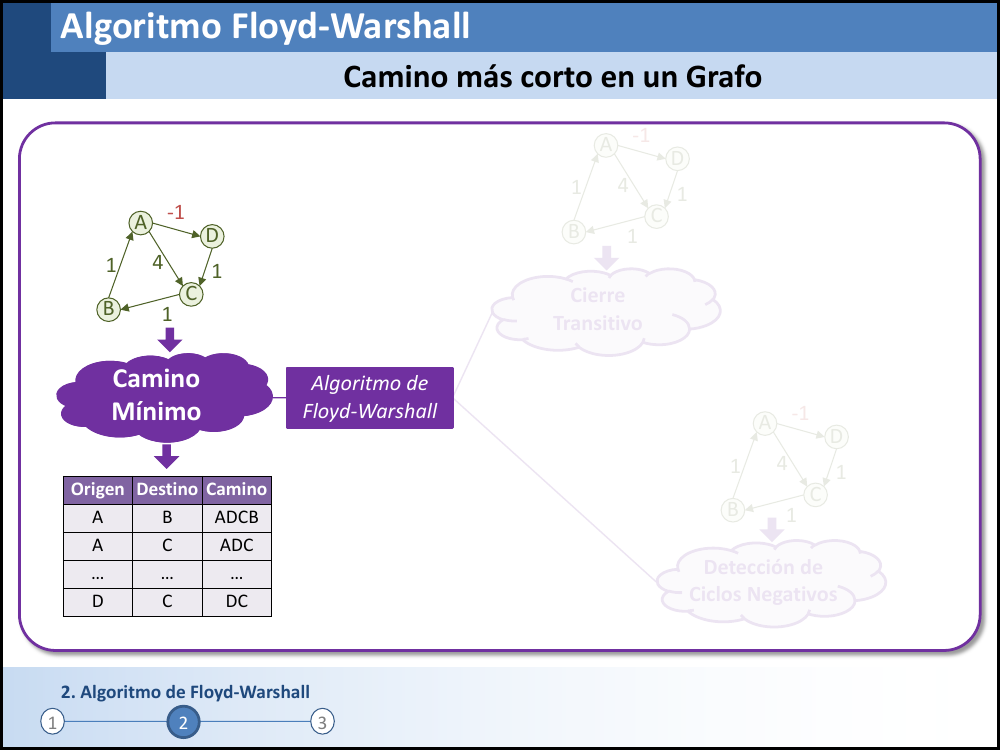 Algoritmo Floyd-Warshall
Camino más corto en un Grafo
A
-1
D
1
4
1
B
C
1
Camino
Mínimo
Algoritmo de
Floyd-Warshall
Origen Destino Camino
A B ADCB
A C ADC
... ... ...
D C DC
A
-1
D
1
4
1
C
B
1
Cierre
Transitivo
A
-1
D
1
4
1
C
B
1
Detección de
Ciclos Negativos
2. Algoritmo de Floyd-Warshall
1 2 3